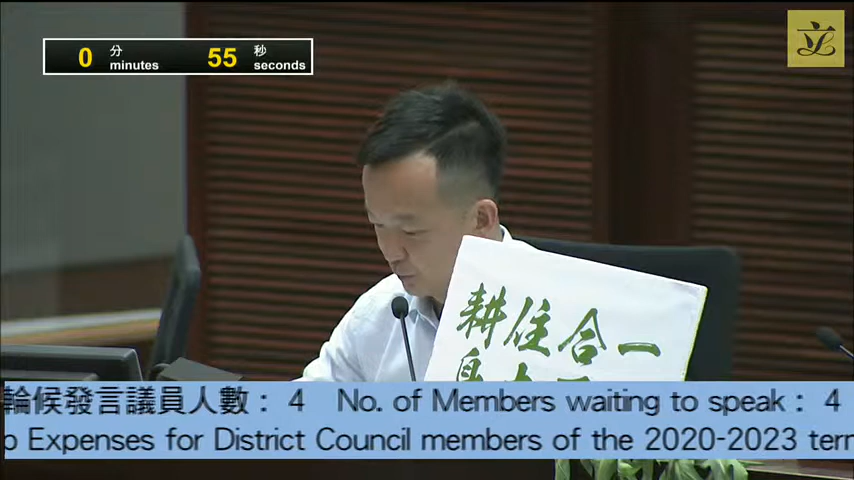 0 分 minutes 55 秒 seconds
耕住合一
輪候發言議員人數： 4 No. of Members waiting to speak： 4
Expenses for District Council members of the 2020-2023